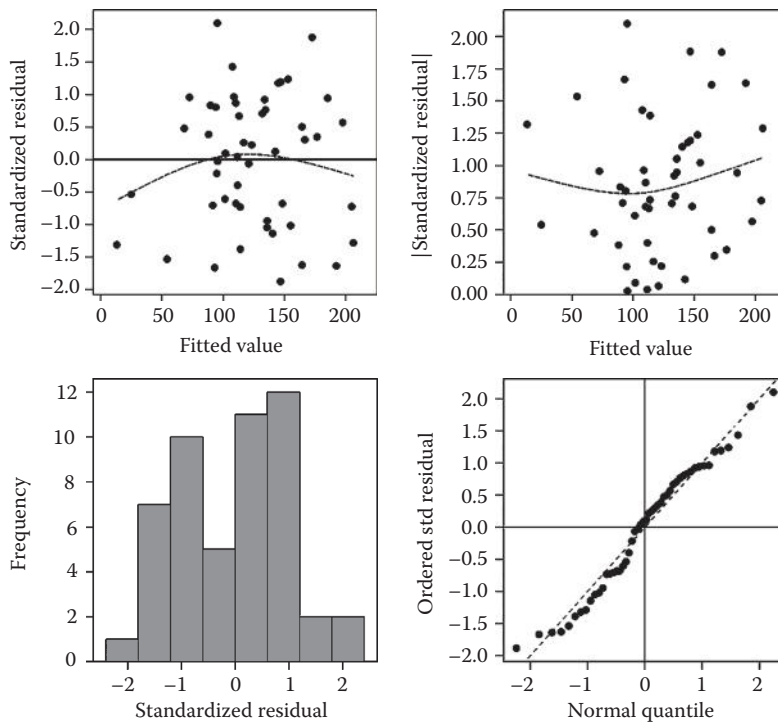 Standardized residual
2.0
1.5
1.0
0.5
0.0
−0.5
−1.0
−1.5
−2.0
0 50 100 150 200
Fitted value
|Standardized residual|
2.00
1.75
1.50
1.25
1.00
0.75
0.50
0.25
0.00
0 50 100 150 200
Fitted value
Frequency
12
10
8
6
4
2
0
−2 −1 0 1 2
Standardized residual
Ordered std residual
2.0
1.5
1.0
0.5
0.0
−0.5
−1.0
−1.5
−2.0
−2 −1 0 1 2
Normal quantile